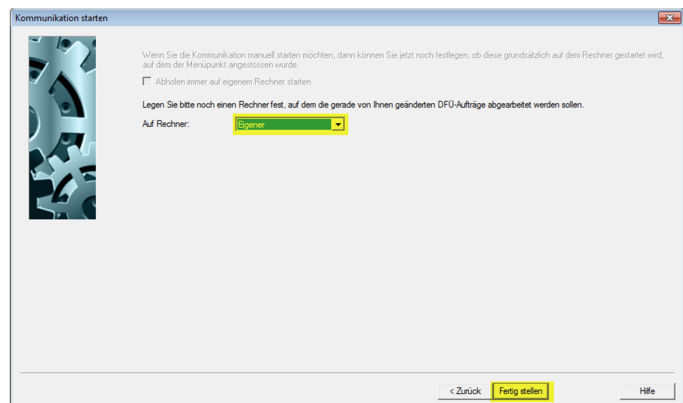 Kommunikation starten
Wenn Sie die Kommunikation manuell starten möchten, dann können Sie jetzt noch festlegen, ob diese grundsätzlich auf dem Rechner gestartet wird,
auf dem der Menüpunkt angestossen wurde.
Abholen immer auf eigenem Rechner starten
Legen Sie bitte noch einen Rechner fest, auf dem die gerade von Ihnen geänderten DFÜ-Aufträge abgearbeitet werden sollen.
Auf Rechner: Eigener
< Zurück Fertig stellen Hilfe